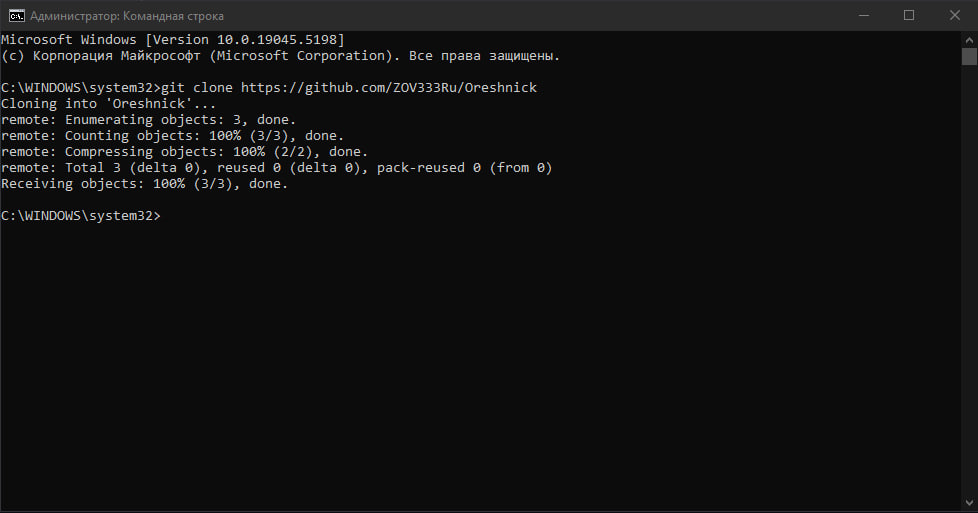 Администратор: Командная строка
Microsoft Windows [Version 10.0.19045.5198]
(c) Корпорация Майкрософт (Microsoft Corporation). Все права защищены.
C:\WINDOWS\system32>git clone https://github.com/ZOV333Ru/Oreshnick
Cloning into 'Oreshnick'...
remote: Enumerating objects: 3, done.
remote: Counting objects: 100% (3/3), done.
remote: Compressing objects: 100% (2/2), done.
remote: Total 3 (delta 0), reused 0 (delta 0), pack-reused 0 (from 0)
Receiving objects: 100% (3/3), done.
C:\WINDOWS\system32>